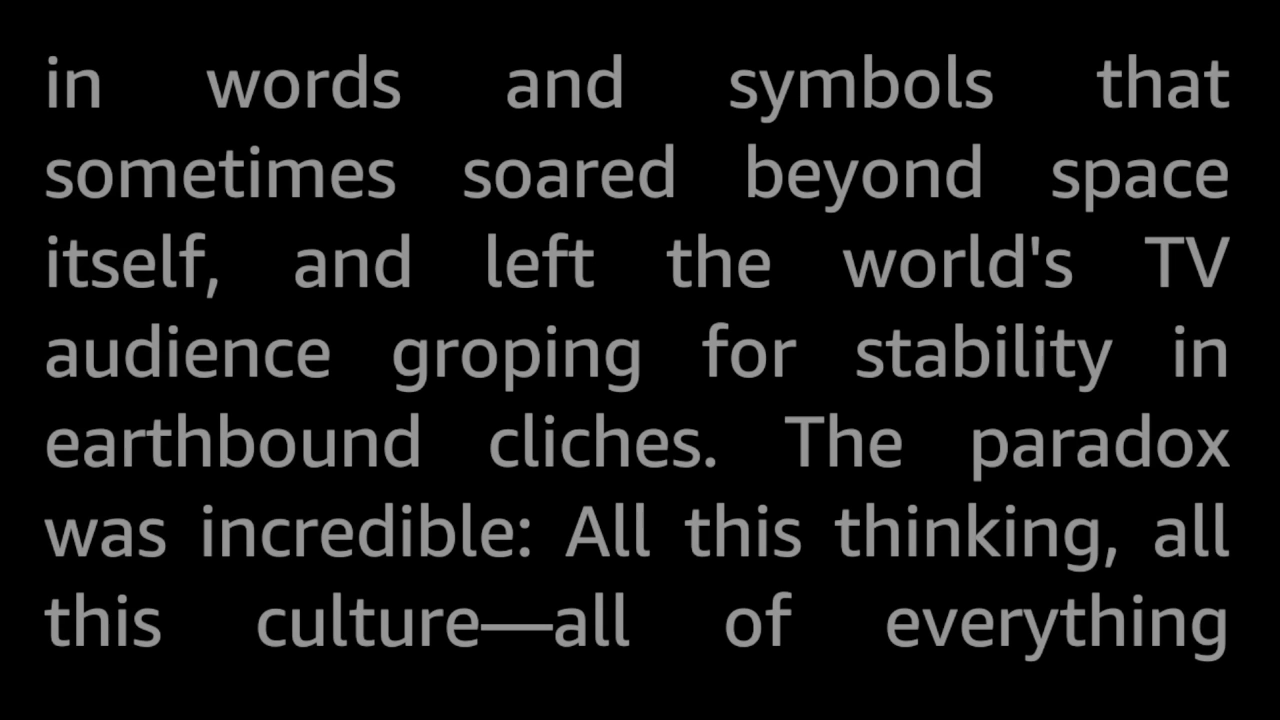 in words and symbols that
sometimes soared beyond space
itself, and left the world's TV
audience groping for stability in
earthbound cliches. The paradox
was incredible: All this thinking, all
this culture—all of everything